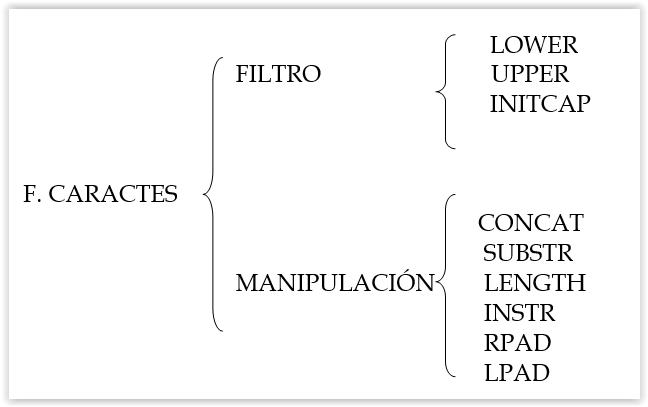 LOWER
FILTRO
UPPER
INITCAP
F. CARACTES
CONCAT
SUBSTR
MANIPULACIÓN
LENGTH
INSTR
RPAD
LPAD